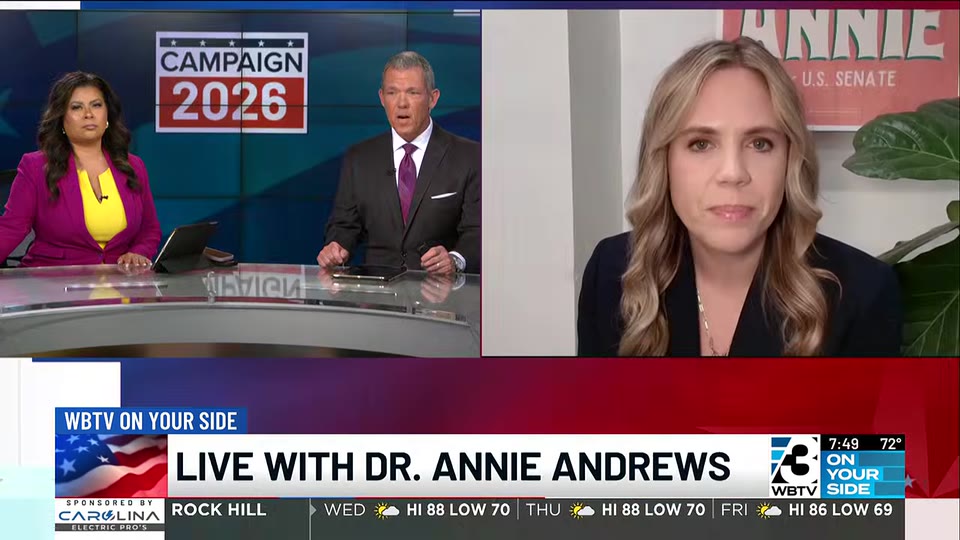 CAMPAIGN
2026
ANNIE
U.S. SENATE
WBTV ON YOUR SIDE
LIVE WITH DR. ANNIE ANDREWS
3
WBTV
7:49 72°
ON
YOUR
SIDE
SPONSORED BY
CAROLINA
ELECTRIC PRO'S
ROCK HILL WED HI 88 LOW 70 THU HI 88 LOW 70 FRI HI 86 LOW 69